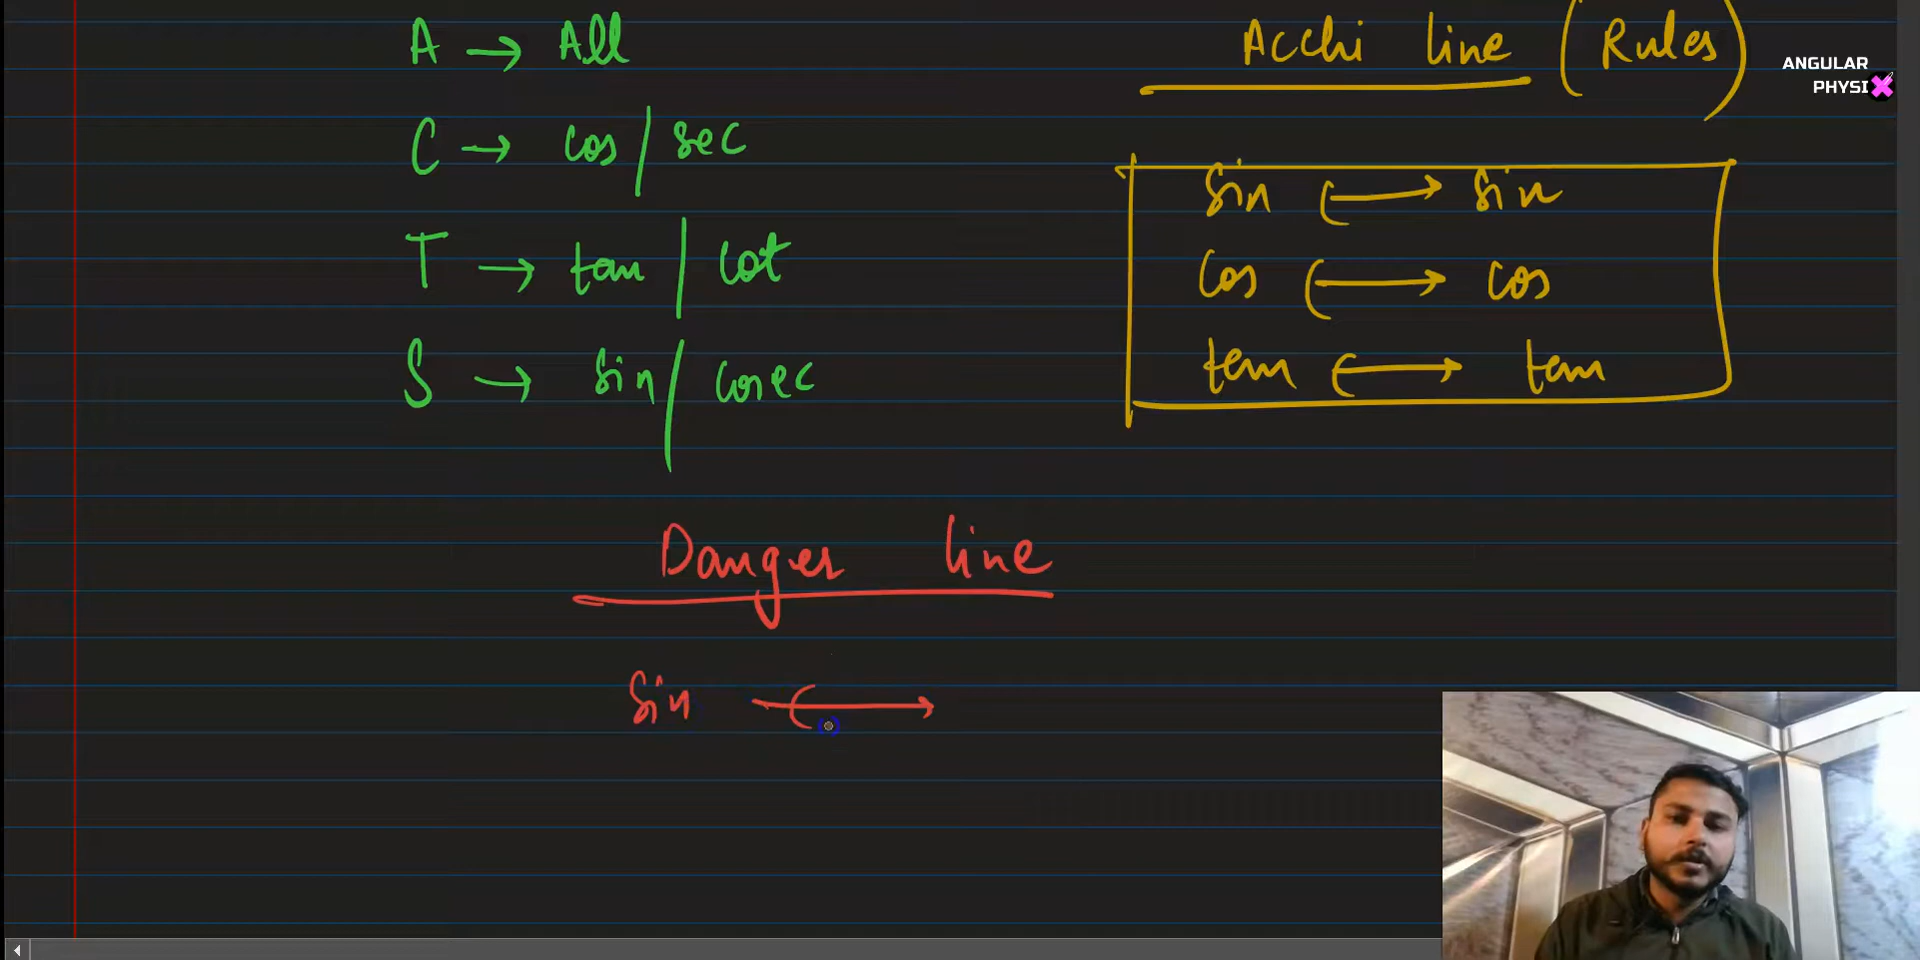 A → All
C → cos | sec
T → tan | cot
S → sin | cosec
Acchi line (Rules)
sin ⟷ sin
cos ⟷ cos
tan ⟷ tan
ANGULAR
PHYSIX
Danger line
sin ⟷